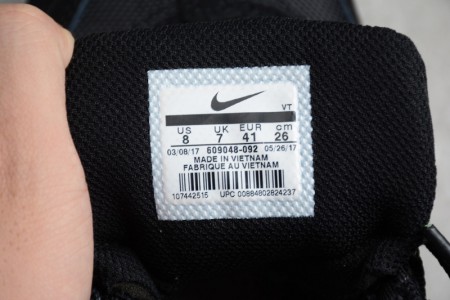 VT
US UK EUR cm
8 7 41 26
03/08/17 609048-092 05/26/17
MADE IN VIETNAM
FABRIQUE AU VIETNAM
107442516 UPC 00884802824237